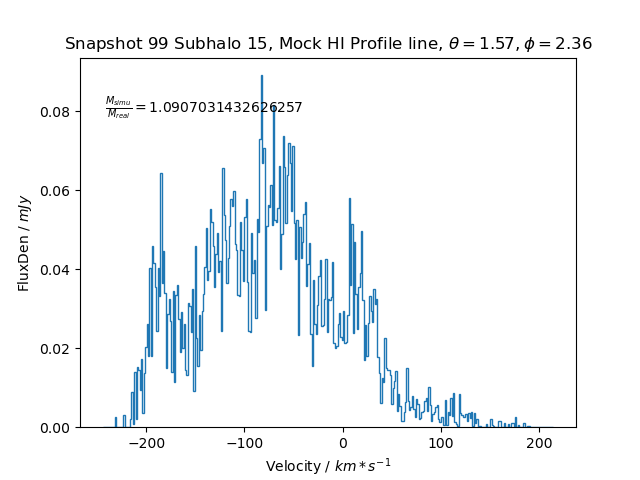 Snapshot 99 Subhalo 15, Mock HI Profile line, θ = 1.57, ϕ = 2.36
M_simu/M_real = 1.0907031432626257
FluxDen / mJy
0.08
0.06
0.04
0.02
0.00
−200 −100 0 100 200
Velocity / km * s⁻¹